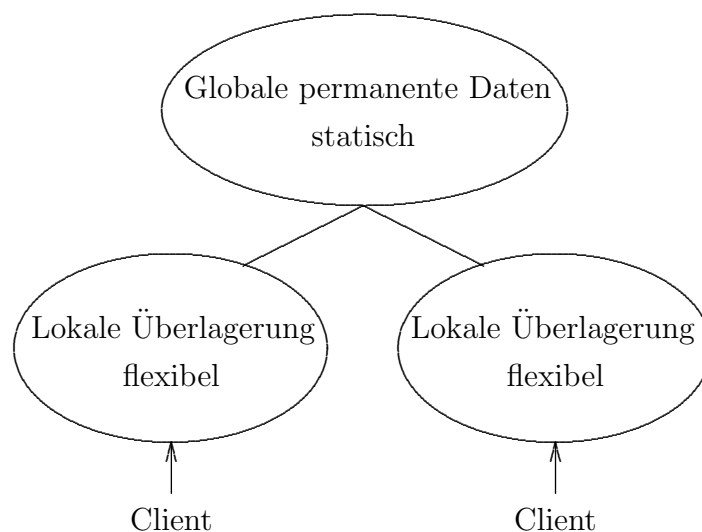 Globale permanente Daten
statisch
Lokale Überlagerung
flexibel
Lokale Überlagerung
flexibel
Client
Client